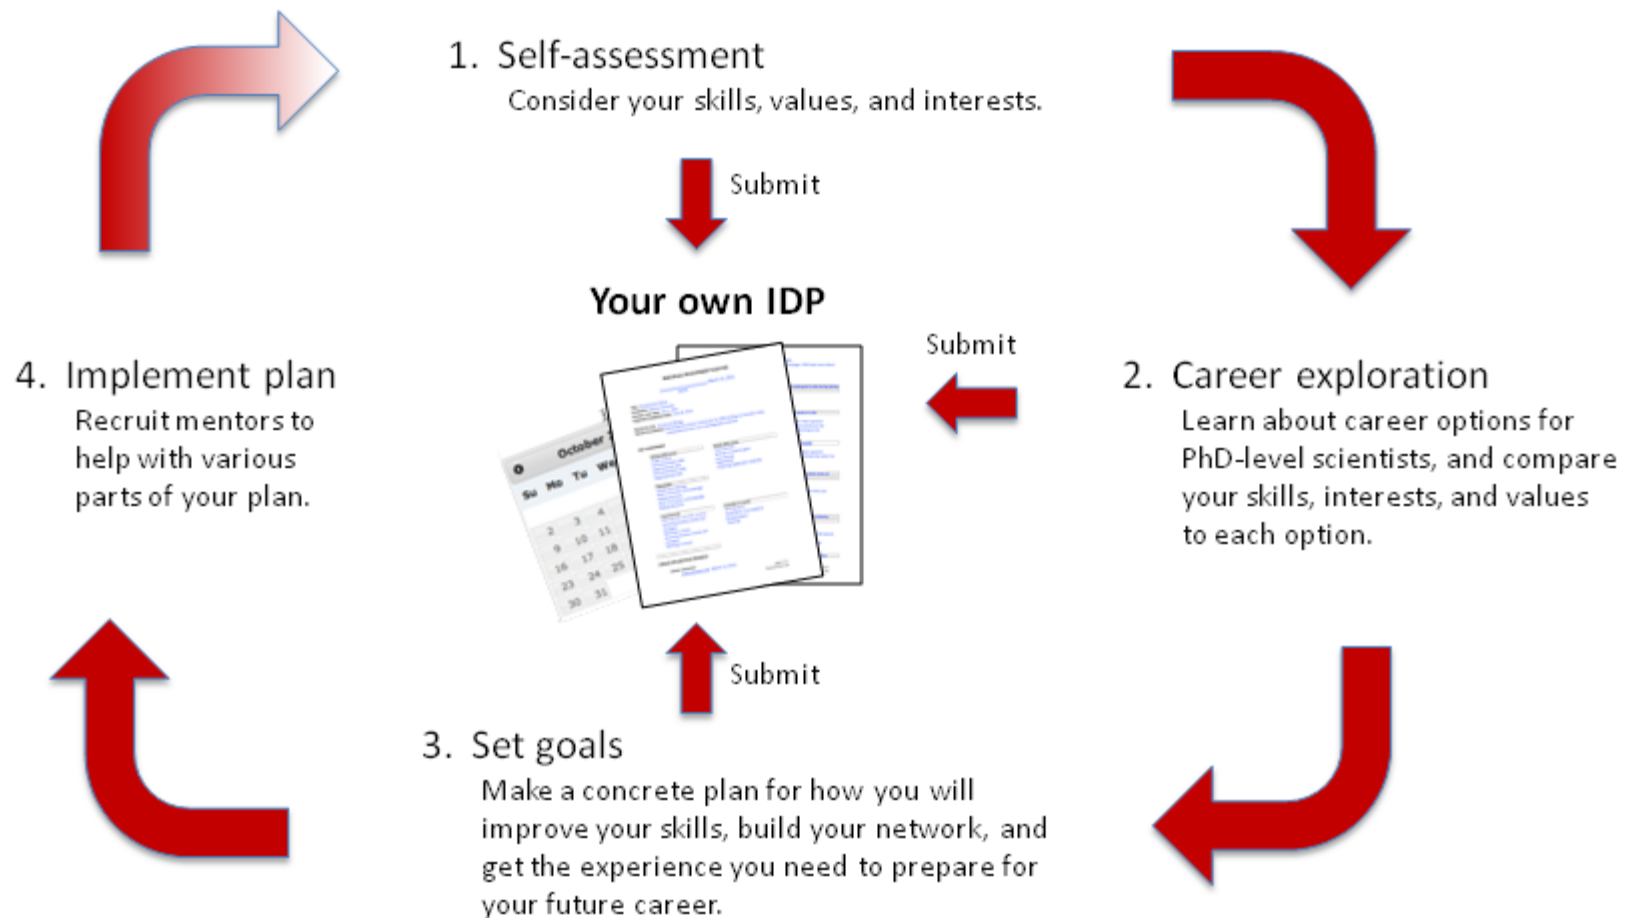 1. Self-assessment
Consider your skills, values, and interests.
Submit
Your own IDP
Submit
2. Career exploration
Learn about career options for
PhD-level scientists, and compare
your skills, interests, and values
to each option.
4. Implement plan
Recruit mentors to
help with various
parts of your plan.
October
Su Mo Tu We
2 3 4
9 10 11
16 17 18
23 24 25
30 31
Submit
3. Set goals
Make a concrete plan for how you will
improve your skills, build your network, and
get the experience you need to prepare for
your future career.